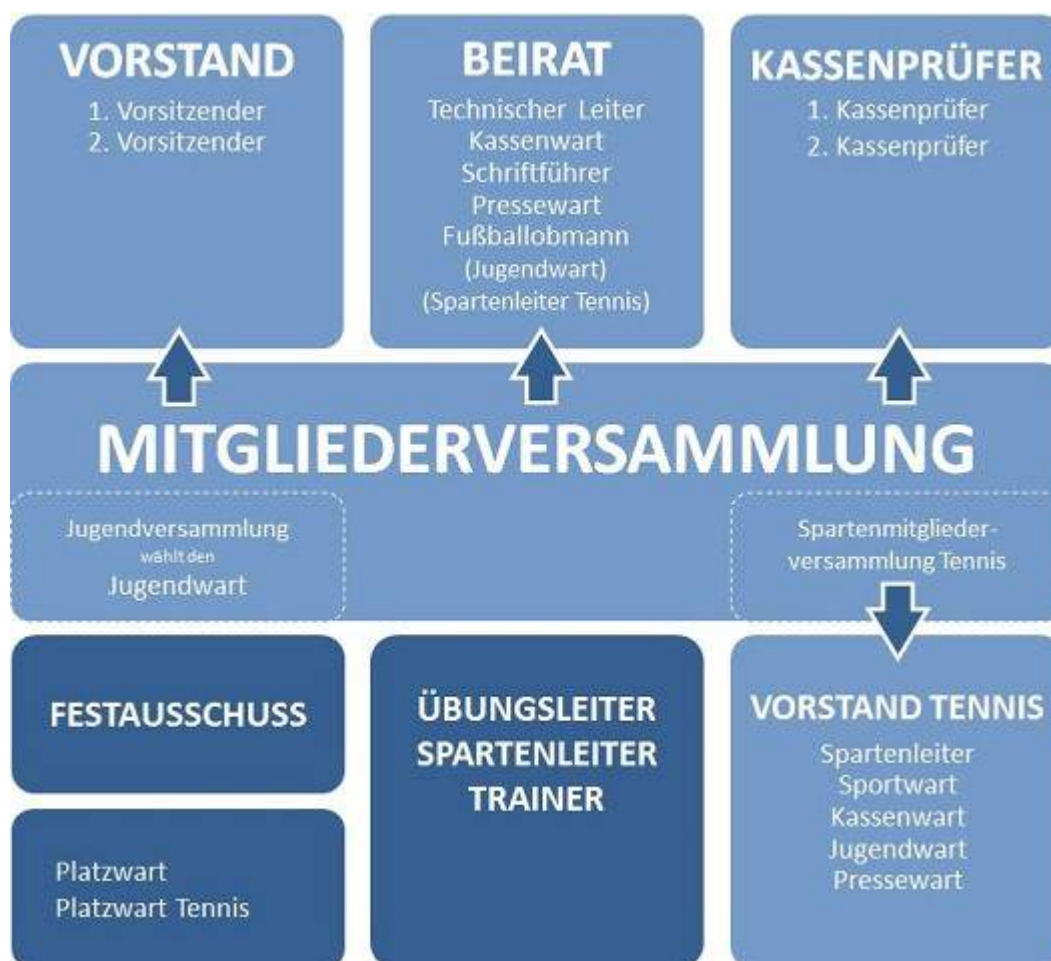 VORSTAND
1. Vorsitzender
2. Vorsitzender
BEIRAT
Technischer Leiter
Kassenwart
Schriftführer
Pressewart
Fußballobmann
(Jugendwart)
(Spartenleiter Tennis)
KASSENPRÜFER
1. Kassenprüfer
2. Kassenprüfer
MITGLIEDERVERSAMMLUNG
Jugendversammlung
wählt den
Jugendwart
Spartenmitglieder-
versammlung Tennis
FESTAUSSCHUSS
Platzwart
Platzwart Tennis
ÜBUNGSLEITER
SPARTENLEITER
TRAINER
VORSTAND TENNIS
Spartenleiter
Sportwart
Kassenwart
Jugendwart
Pressewart